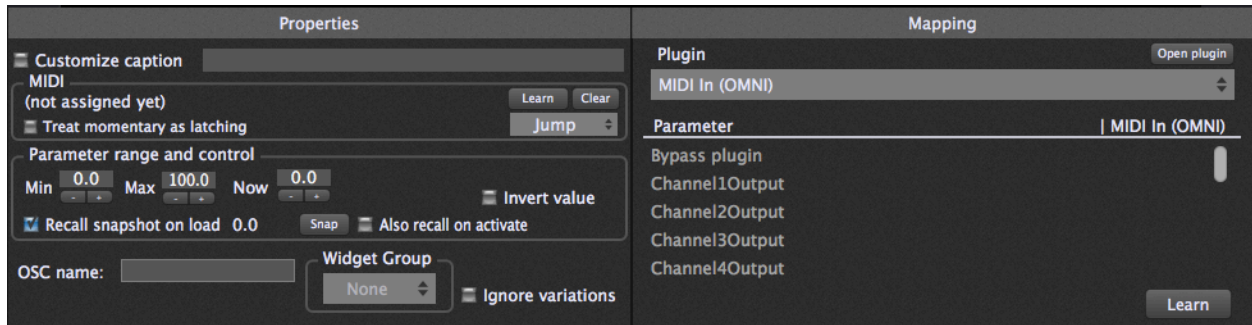 Properties
Customize caption
MIDI
(not assigned yet)
Learn Clear
Treat momentary as latching
Jump
Parameter range and control
Min 0.0 Max 100.0 Now 0.0
- + - + - +
Invert value
Recall snapshot on load 0.0 Snap Also recall on activate
OSC name:
Widget Group
None
Ignore variations
Mapping
Plugin Open plugin
MIDI In (OMNI)
Parameter | MIDI In (OMNI)
Bypass plugin
Channel1Output
Channel2Output
Channel3Output
Channel4Output
Learn